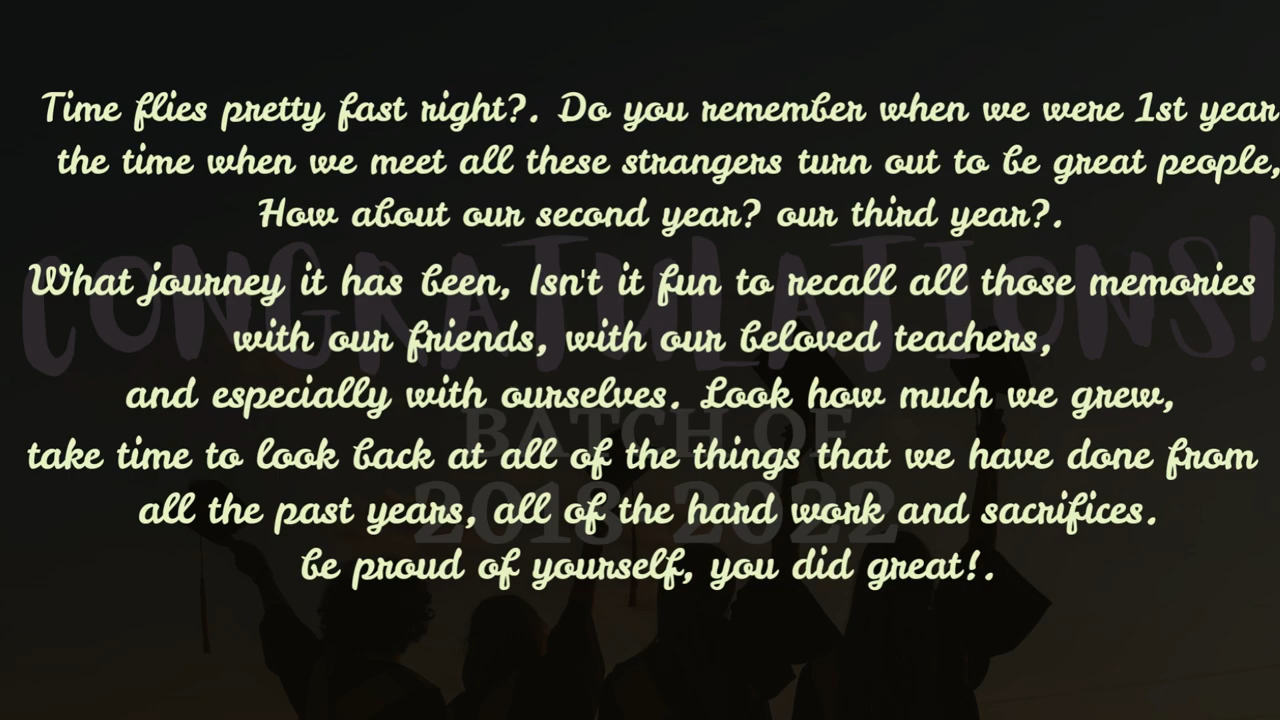 Time flies pretty fast right?. Do you remember when we were 1st year
the time when we meet all these strangers turn out to be great people,
How about our second year? our third year?.
What journey it has been, Isn't it fun to recall all those memories
with our friends, with our beloved teachers,
and especially with ourselves. Look how much we grew,
take time to look back at all of the things that we have done from
all the past years, all of the hard work and sacrifices.
be proud of yourself, you did great!.
CONGRATULATIONS!
BATCH OF
2018-2022